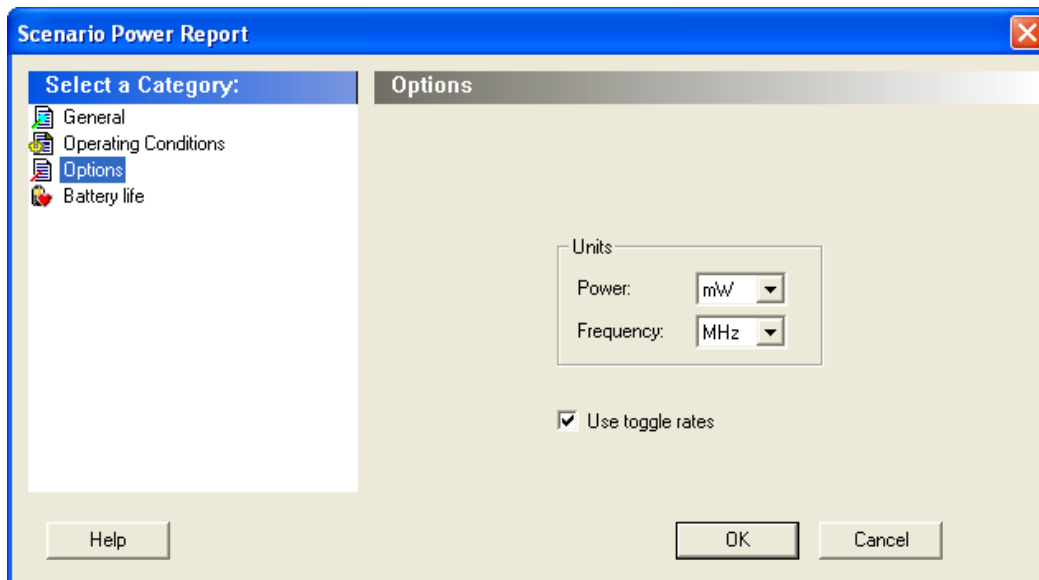 Scenario Power Report
Select a Category:
General
Operating Conditions
Options
Battery life
Options
Units
Power: mW
Frequency: MHz
Use toggle rates
Help
OK
Cancel